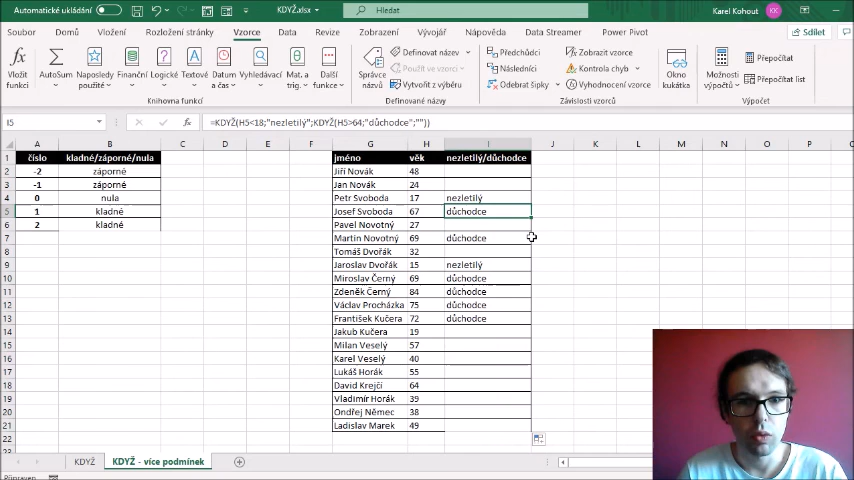 Automatické ukládání
KDYŽ.xlsx
Hledat
Karel Kohout
KK
Soubor Domů Vložení Rozložení stránky Vzorce Data Revize Zobrazení Vývojář Nápověda Data Streamer Power Pivot Sdílet
Vložit funkci
AutoSum
Naposledy použité
Finanční
Logické
Textové
Datum a čas
Vyhledávací
Mat. a trig.
Další funkce
Knihovna funkcí
Správce názvů
Definovat název
Použít ve vzorci
Vytvořit z výběru
Definované názvy
Předchůdci
Následníci
Odebrat šipky
Zobrazit vzorce
Kontrola chyb
Závislosti vzorců
Okno kukátka
Možnosti výpočtů
Přepočítat
Přepočítat list
Výpočet
I5
fx
=KDYŽ(H5<18;"nezletilý";KDYŽ(H5>64;"důchodce";""))
A B C D E F G H I J K L M N O P
1 číslo kladné/záporné/nula jméno věk nezletilý/důchodce
2 -2 záporné Jiří Novák 48
3 -1 záporné Jan Novák 24
4 0 nula Petr Svoboda 17 nezletilý
5 1 kladné Josef Svoboda 67 důchodce
6 2 kladné Pavel Novotný 27
7 Martin Novotný 69 důchodce
8 Tomáš Dvořák 32
9 Jaroslav Dvořák 15 nezletilý
10 Miroslav Černý 69 důchodce
11 Zdeněk Černý 84 důchodce
12 Václav Procházka 75 důchodce
13 František Kučera 72 důchodce
14 Jakub Kučera 19
15 Milan Veselý 57
16 Karel Veselý 40
17 Lukáš Horák 55
18 David Krejčí 64
19 Vladimír Horák 39
20 Ondřej Němec 38
21 Ladislav Marek 49
22
23
KDYŽ
KDYŽ - více podmínek
Připraven